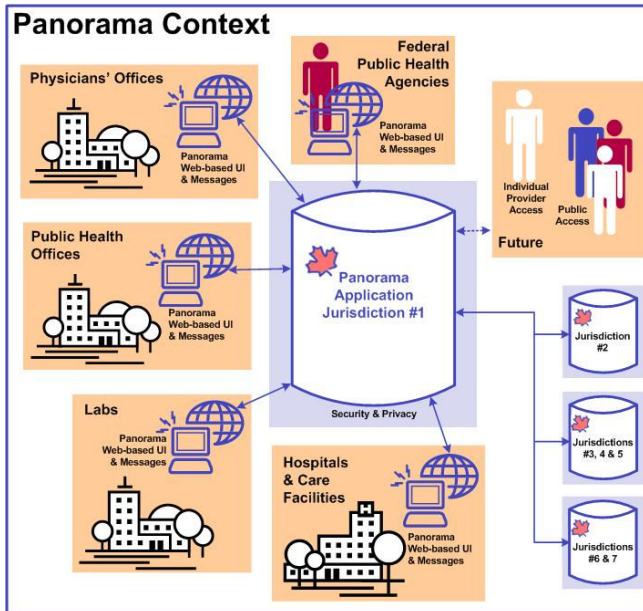 Panorama Context
Physicians' Offices
Panorama
Web-based UI
& Messages
Federal
Public Health
Agencies
Panorama
Web-based UI
& Messages
Individual
Provider
Access
Public
Access
Future
Public Health
Offices
Panorama
Web-based UI
& Messages
Panorama
Application
Jurisdiction #1
Security & Privacy
Jurisdiction
#2
Jurisdictions
#3, 4 & 5
Jurisdictions
#6 & 7
Labs
Panorama
Web-based UI
& Messages
Hospitals
& Care
Facilities
Panorama
Web-based UI
& Messages